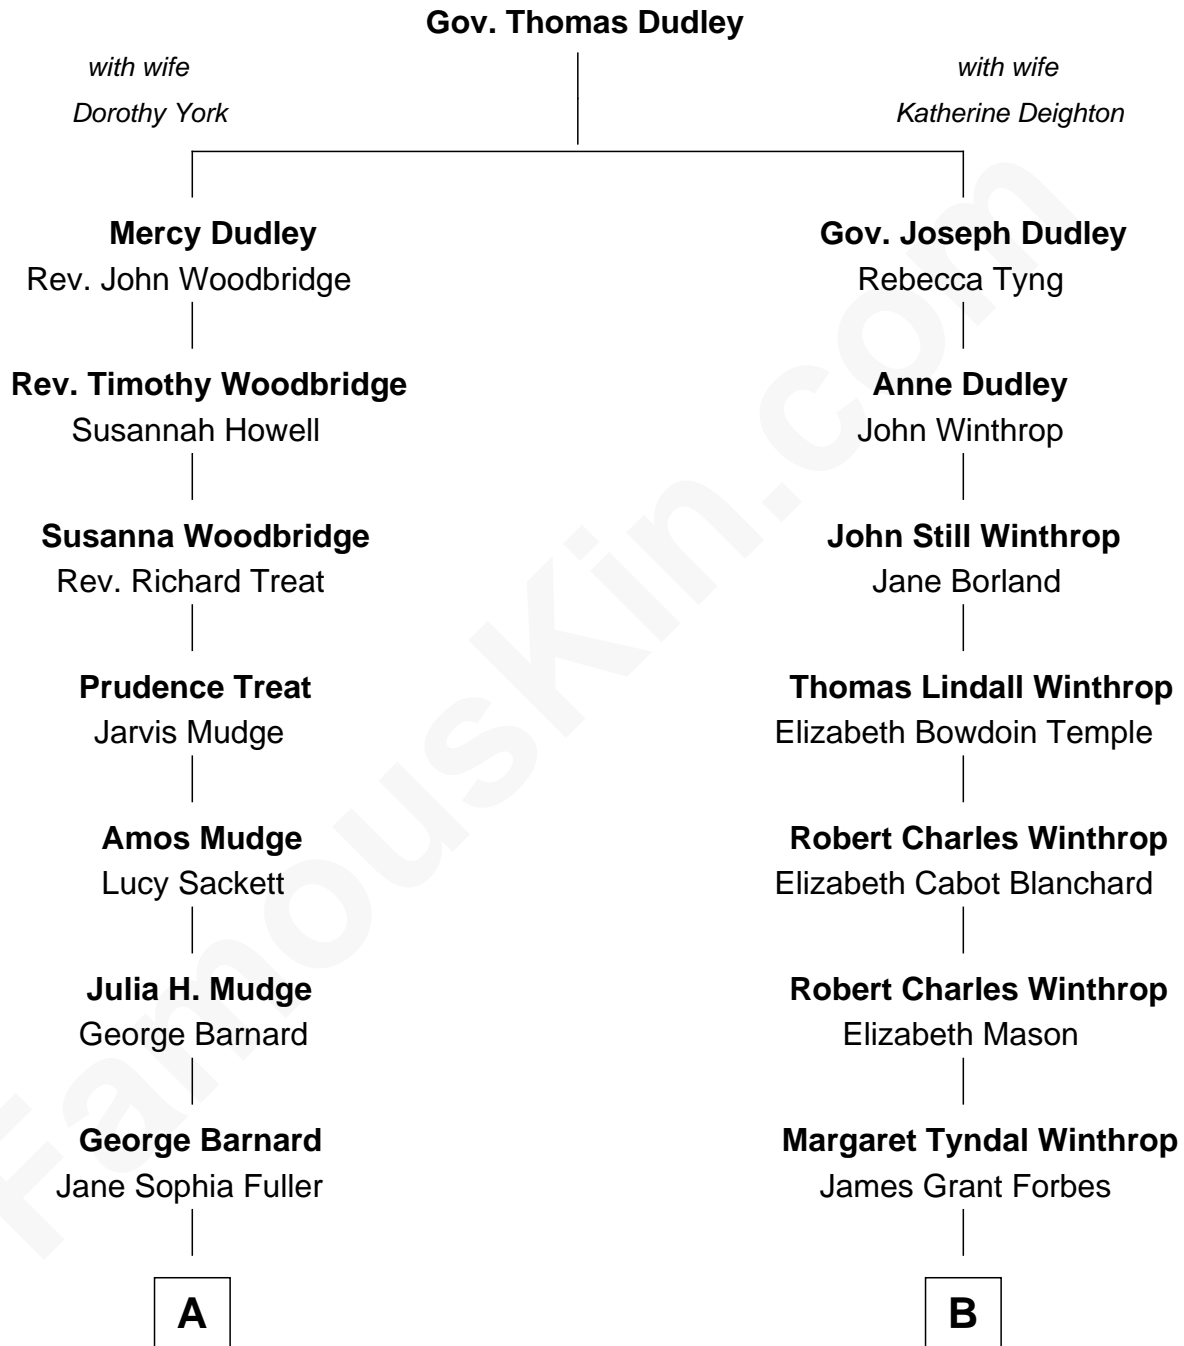 Gov. Thomas Dudley
with wife
Dorothy York
with wife
Katherine Deighton
Mercy Dudley
Rev. John Woodbridge
Gov. Joseph Dudley
Rebecca Tyng
Rev. Timothy Woodbridge
Susannah Howell
Anne Dudley
John Winthrop
Susanna Woodbridge
Rev. Richard Treat
John Still Winthrop
Jane Borland
Prudence Treat
Jarvis Mudge
Thomas Lindall Winthrop
Elizabeth Bowdoin Temple
Amos Mudge
Lucy Sackett
Robert Charles Winthrop
Elizabeth Cabot Blanchard
Julia H. Mudge
George Barnard
Robert Charles Winthrop
Elizabeth Mason
George Barnard
Jane Sophia Fuller
Margaret Tyndal Winthrop
James Grant Forbes
A
B
FamousKin.com